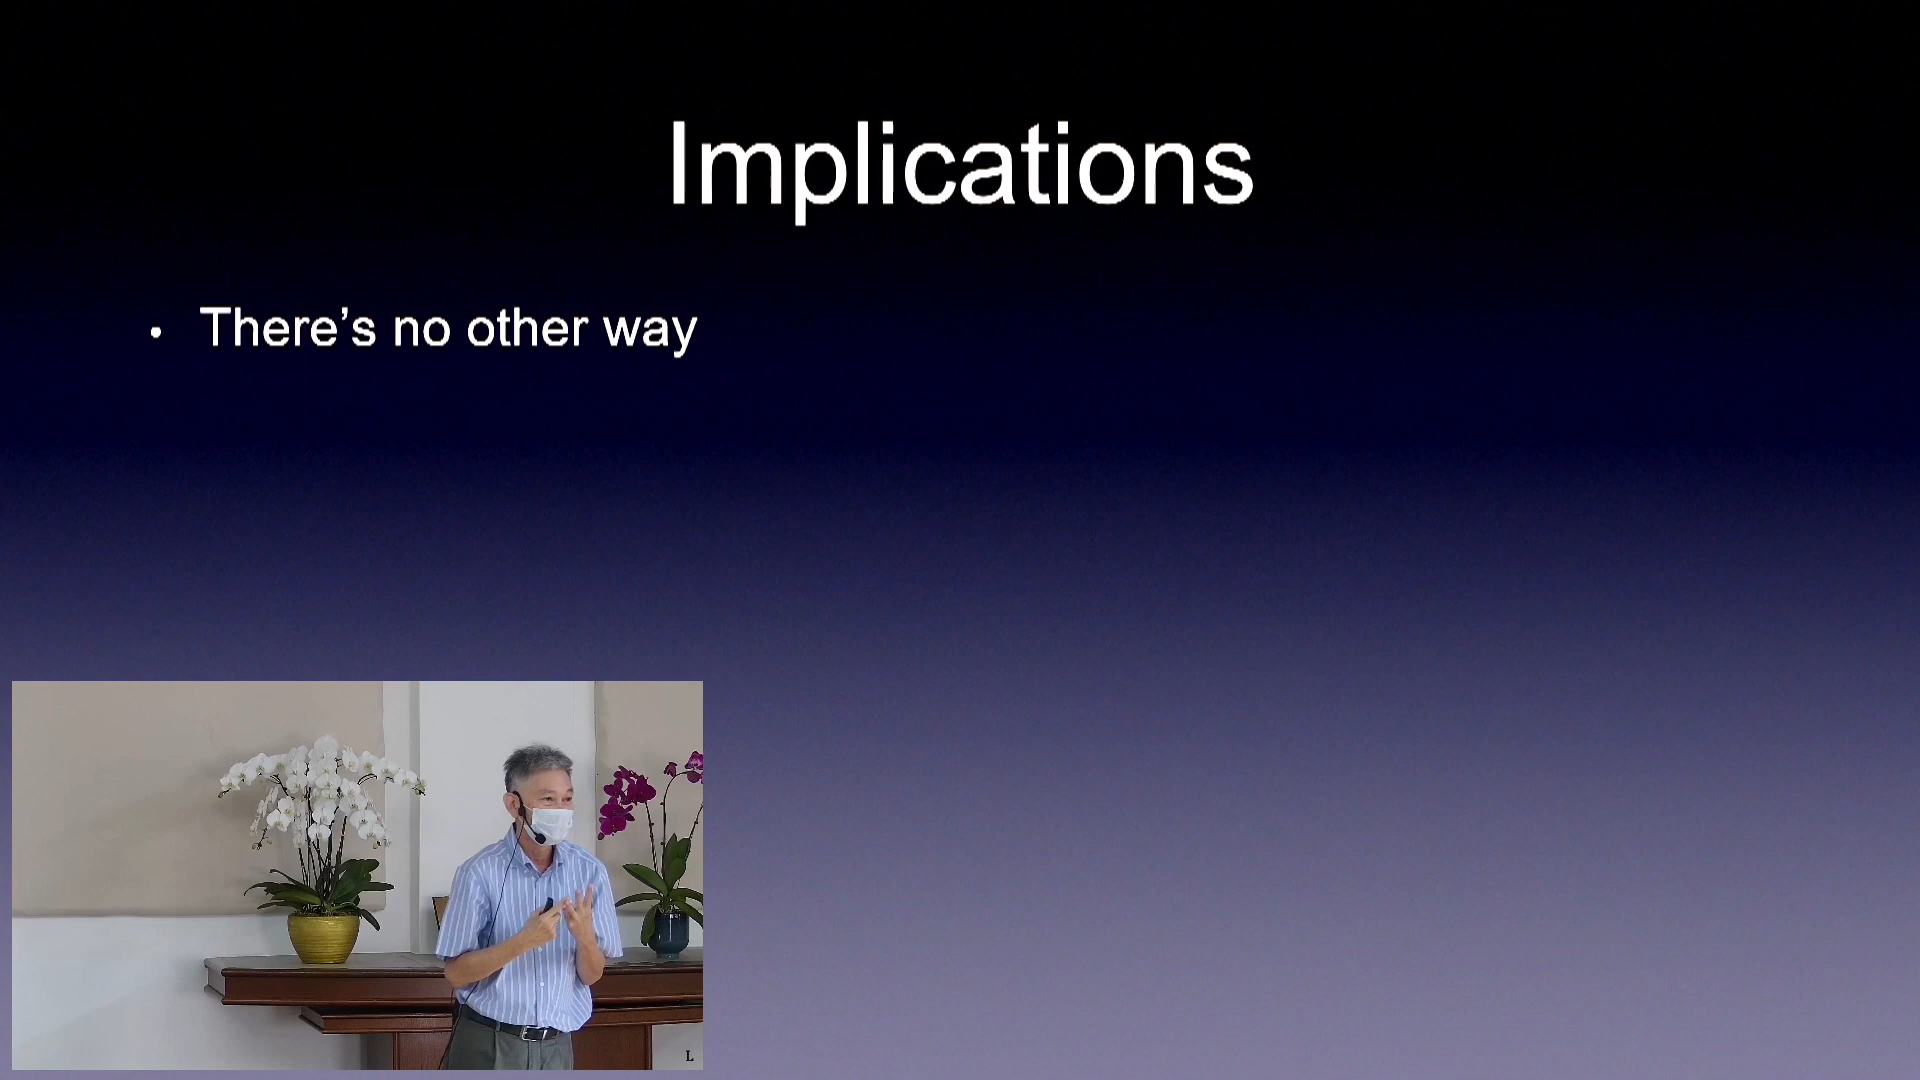 Implications
• There’s no other way
L